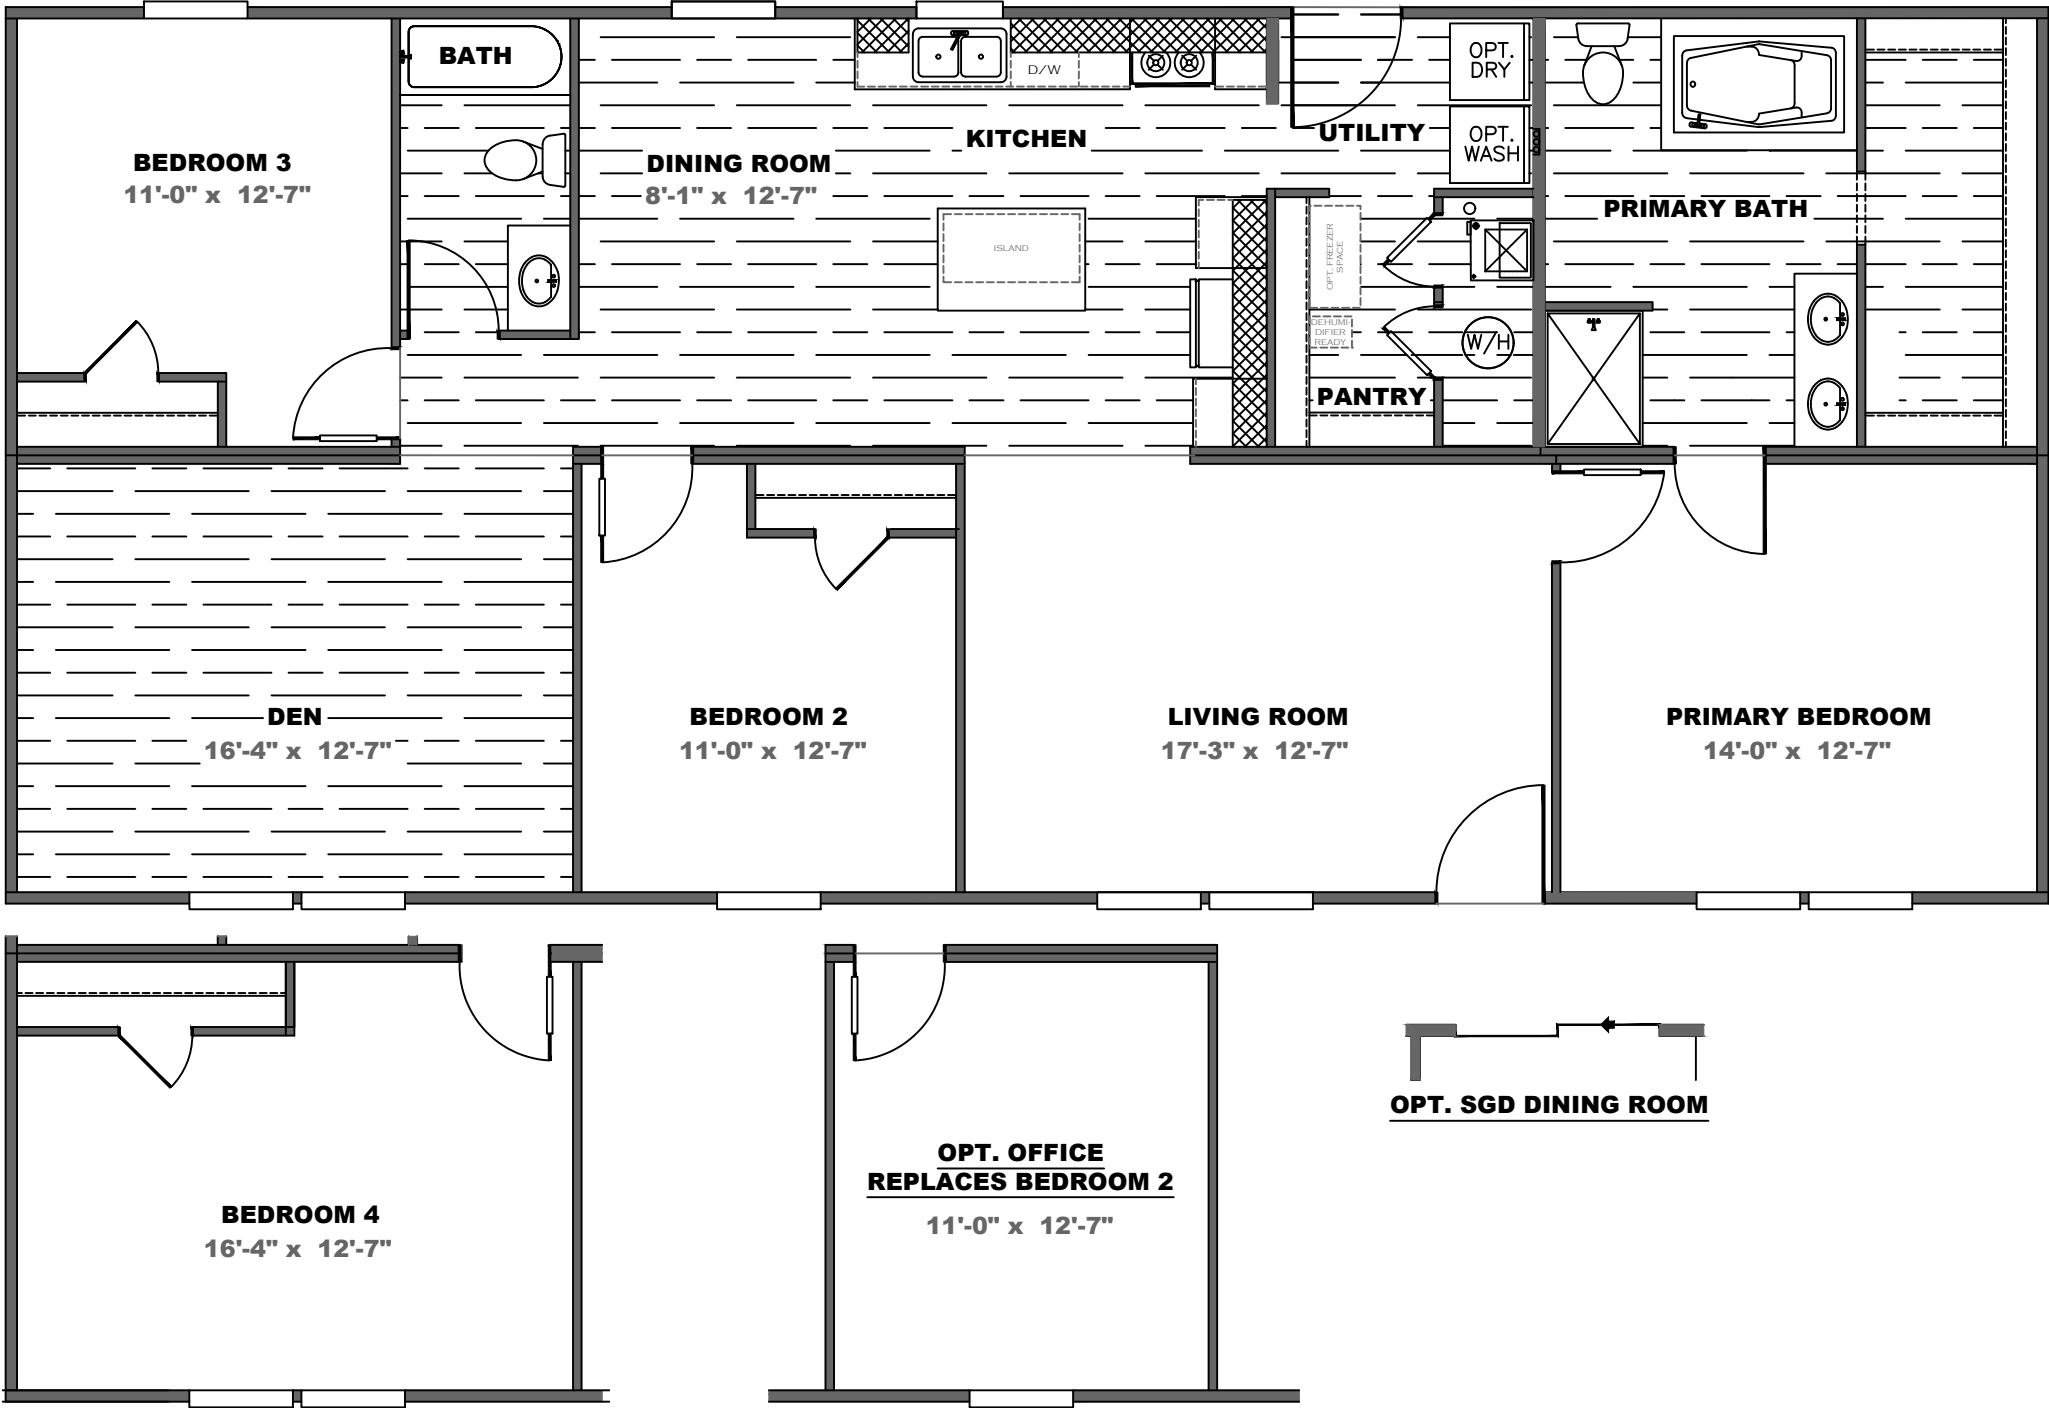 BATH
BEDROOM 3
11'-0" x 12'-7"
DINING ROOM
8'-1" x 12'-7"
KITCHEN
D/W
ISLAND
UTILITY
OPT.
DRY
OPT.
WASH
OPT. FREEZER
SPACE
DEHUMI-
DIFIER
READY
W/H
PANTRY
PRIMARY BATH
DEN
16'-4" x 12'-7"
BEDROOM 2
11'-0" x 12'-7"
LIVING ROOM
17'-3" x 12'-7"
PRIMARY BEDROOM
14'-0" x 12'-7"
BEDROOM 4
16'-4" x 12'-7"
OPT. OFFICE
REPLACES BEDROOM 2
11'-0" x 12'-7"
OPT. SGD DINING ROOM